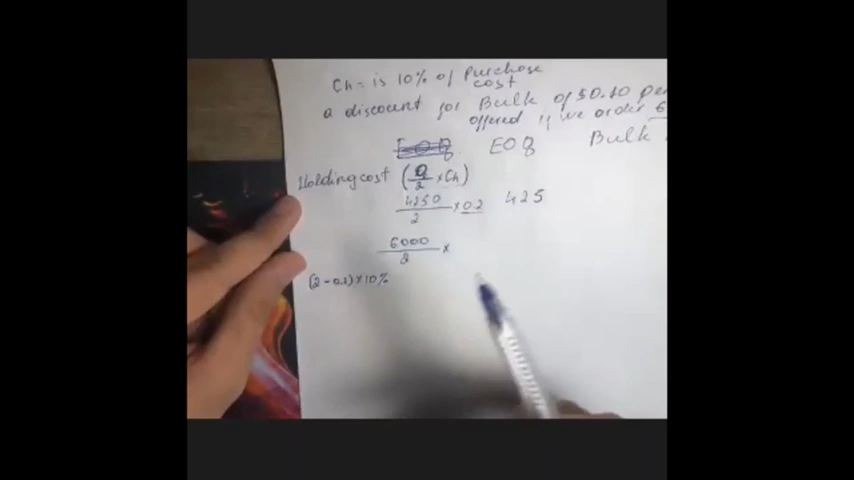 Ch = is 10% of Purchase cost
a discount for Bulk of $0.10 per
offered if we order 6
EOQ Bulk
Holding cost (Q/2 × Ch)
4250/2 × 0.2 425
6000/2 ×
(2 - 0.1) × 10%